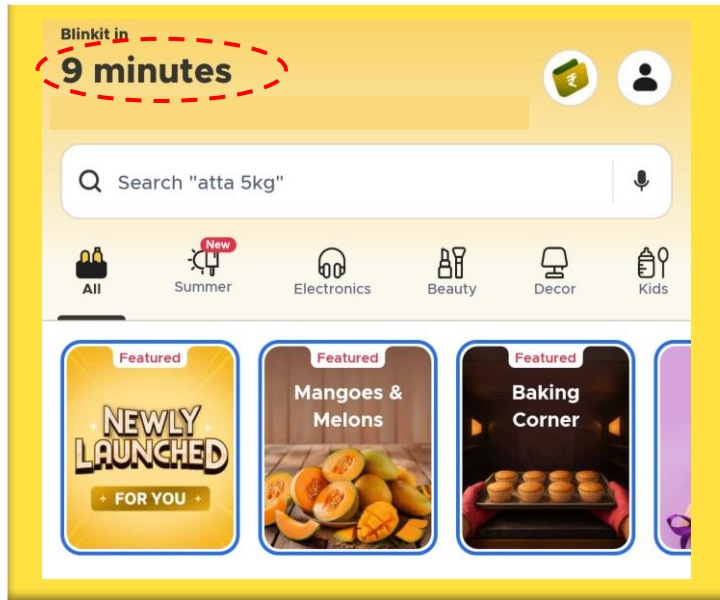 Blinkit in
9 minutes
₹
Search "atta 5kg"
New
All
Summer
Electronics
Beauty
Decor
Kids
Featured
NEWLY
LAUNCHED
FOR YOU
Featured
Mangoes &
Melons
Featured
Baking
Corner